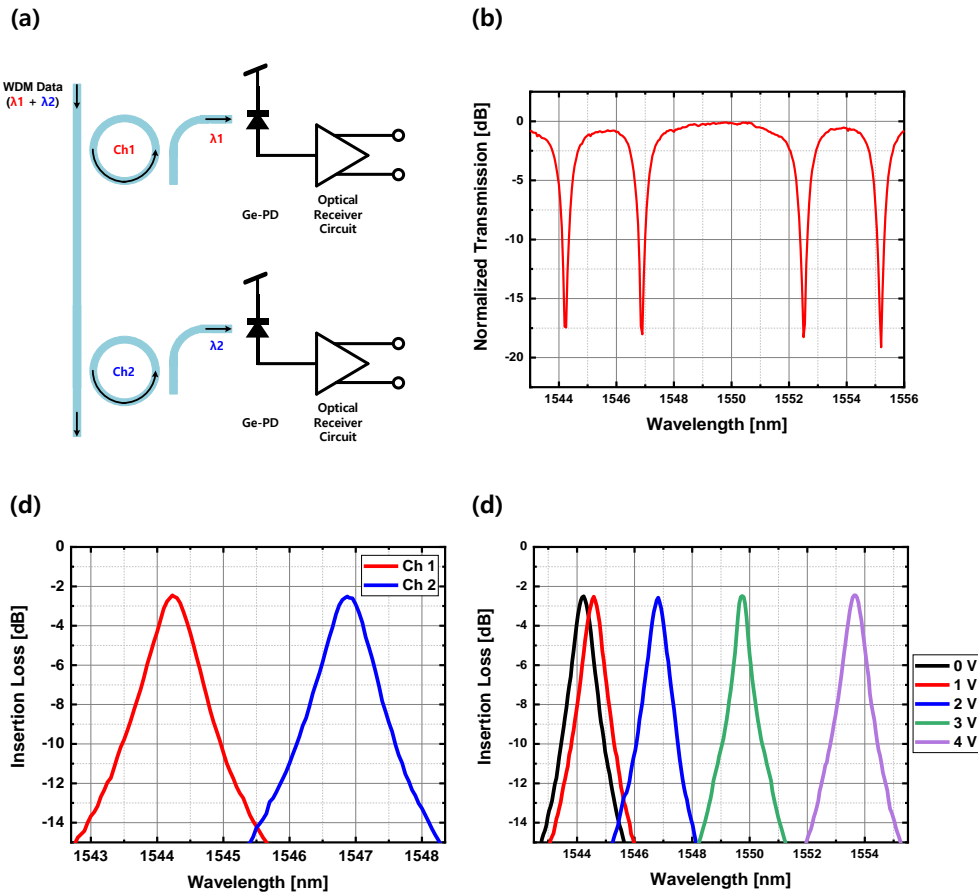 (a)
WDM Data
(λ1 + λ2)
Ch1
λ1
Ge-PD
Optical
Receiver
Circuit
Ch2
λ2
Ge-PD
Optical
Receiver
Circuit
(b)
Normalized Transmission [dB]
0
-5
-10
-15
-20
1544 1546 1548 1550 1552 1554 1556
Wavelength [nm]
(d)
Insertion Loss [dB]
0
-2
-4
-6
-8
-10
-12
-14
Ch 1
Ch 2
1543 1544 1545 1546 1547 1548
Wavelength [nm]
(d)
Insertion Loss [dB]
0
-2
-4
-6
-8
-10
-12
-14
1544 1546 1548 1550 1552 1554
Wavelength [nm]
0 V
1 V
2 V
3 V
4 V